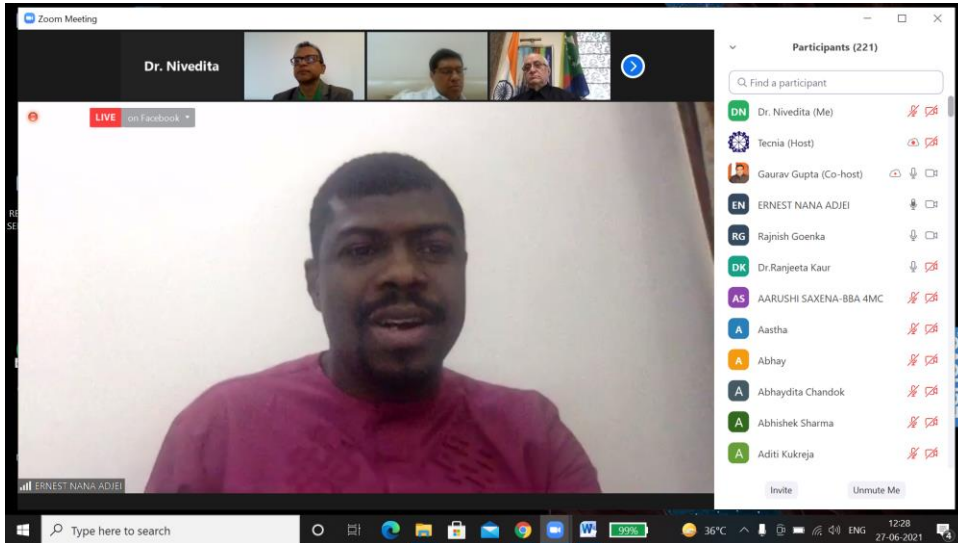 Zoom Meeting
Dr. Nivedita
LIVE on Facebook
ERNEST NANA ADJEI
Participants (221)
Find a participant
DN Dr. Nivedita (Me)
Tecnia (Host)
Gaurav Gupta (Co-host)
EN ERNEST NANA ADJEI
RG Rajnish Goenka
DK Dr.Ranjeeta Kaur
AS AARUSHI SAXENA-BBA 4MC
A Aastha
A Abhay
A Abhaydita Chandok
A Abhishek Sharma
A Aditi Kukreja
Invite Unmute Me
RE
SE
Type here to search
99%
36°C
ENG
12:28
27-06-2021
4